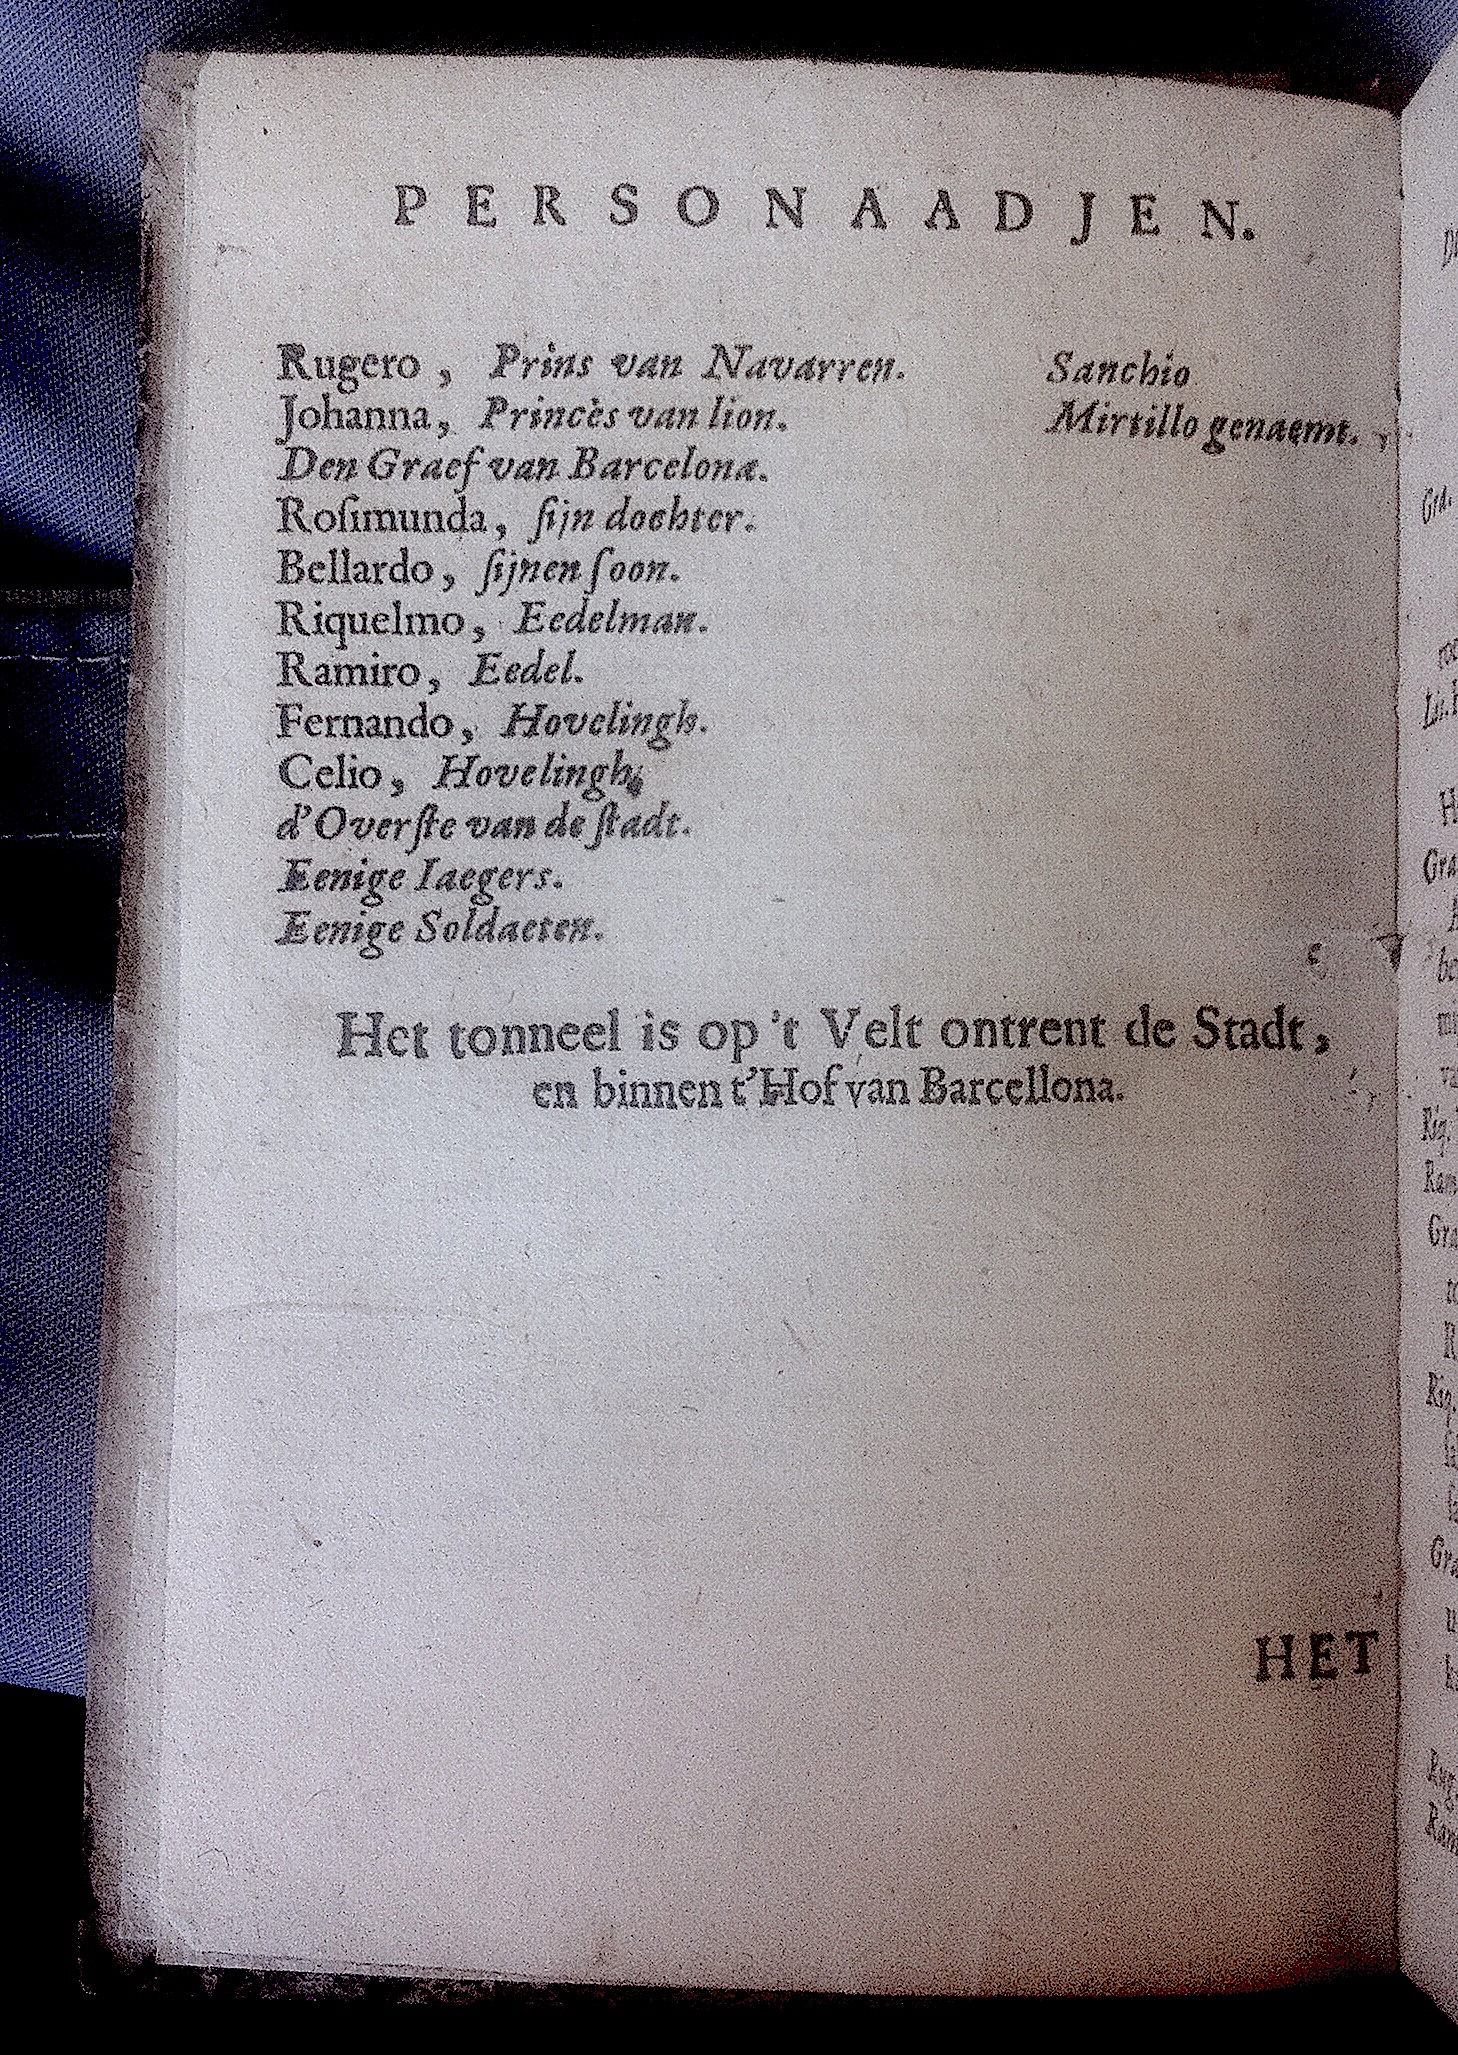 PERSONAADJEN.
Rugero, Prins van Navarren. Sanchio
Johanna, Princès van lion. Mirtillo genaemt.
Den Graef van Barcelona.
Roſimunda, ſijn dochter.
Bellardo, ſijnen ſoon.
Riquelmo, Eedelman.
Ramiro, Eedel.
Fernando, Hovelingh.
Celio, Hovelingh.
d'Overſte van de ſtadt.
Eenige Iaegers.
Eenige Soldaeten.
Het tonneel is op 't Velt ontrent de Stadt,
en binnen t'Hof van Barcellona.
HET